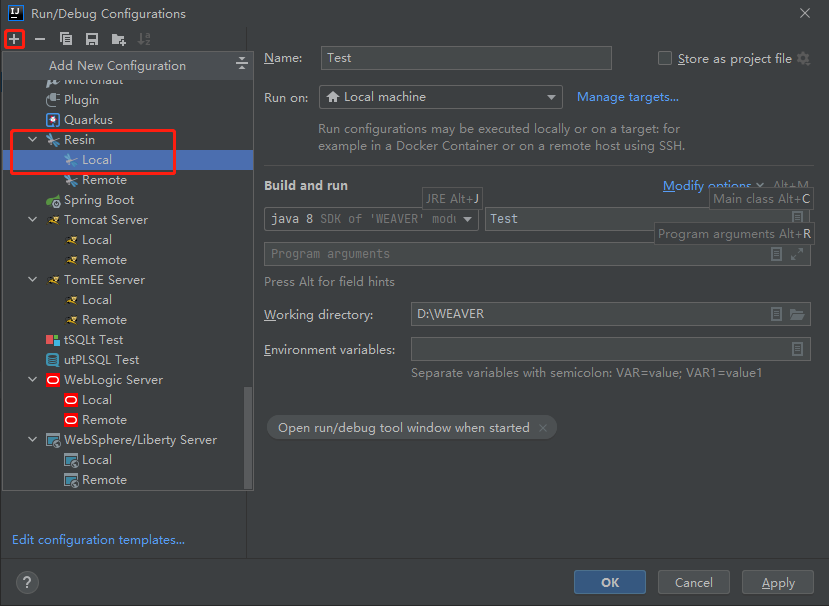 Run/Debug Configurations
Add New Configuration
Micronaut
Plugin
Quarkus
Resin
Local
Remote
Spring Boot
Tomcat Server
Local
Remote
TomEE Server
Local
Remote
tSQLt Test
utPLSQL Test
WebLogic Server
Local
Remote
WebSphere/Liberty Server
Local
Remote
Edit configuration templates...
Name:
Test
Store as project file
Run on:
Local machine
Manage targets...
Run configurations may be executed locally or on a target: for
example in a Docker Container or on a remote host using SSH.
Build and run
Modify options
Alt+M
JRE Alt+J
Main class Alt+C
java 8 SDK of 'WEAVER' modu
Test
Program arguments Alt+R
Program arguments
Press Alt for field hints
Working directory:
D:\WEAVER
Environment variables:
Separate variables with semicolon: VAR=value; VAR1=value1
Open run/debug tool window when started
?
OK
Cancel
Apply